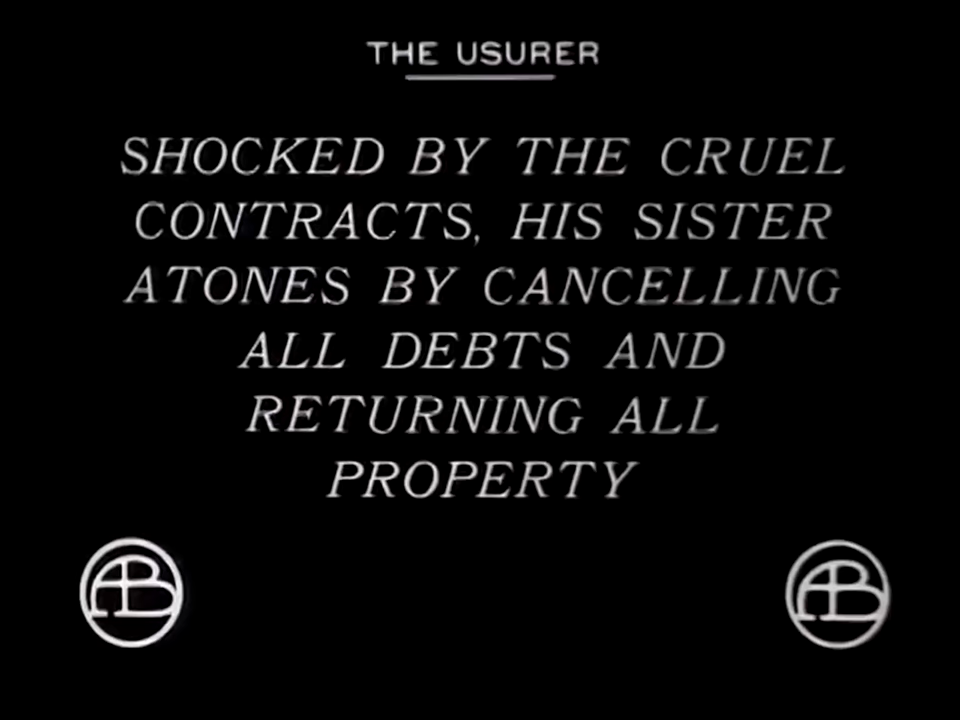 THE USURER
SHOCKED BY THE CRUEL
CONTRACTS, HIS SISTER
ATONES BY CANCELLING
ALL DEBTS AND
RETURNING ALL
PROPERTY
AB AB